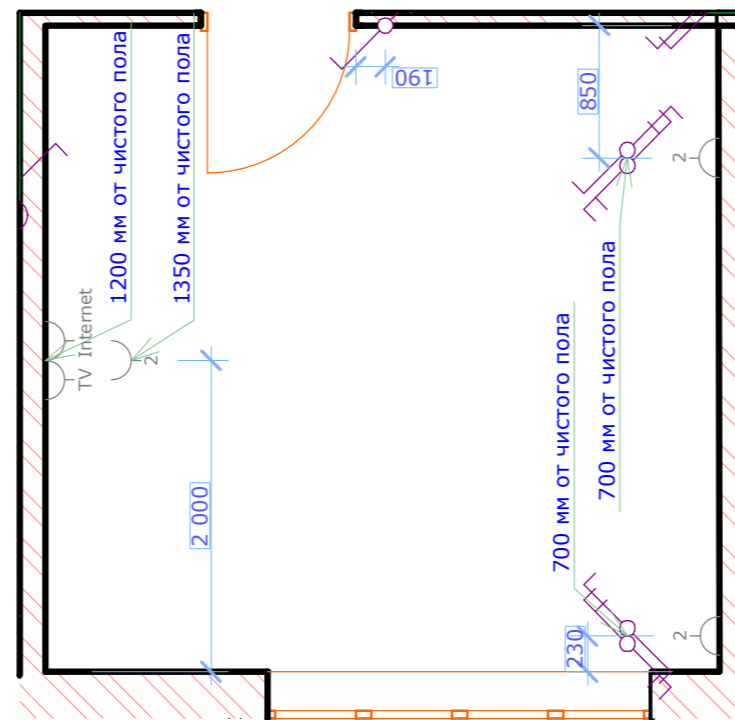 1200 мм от чистого пола
1350 мм от чистого пола
190
850
2
TV Internet
2
700 мм от чистого пола
700 мм от чистого пола
2 000
230
2